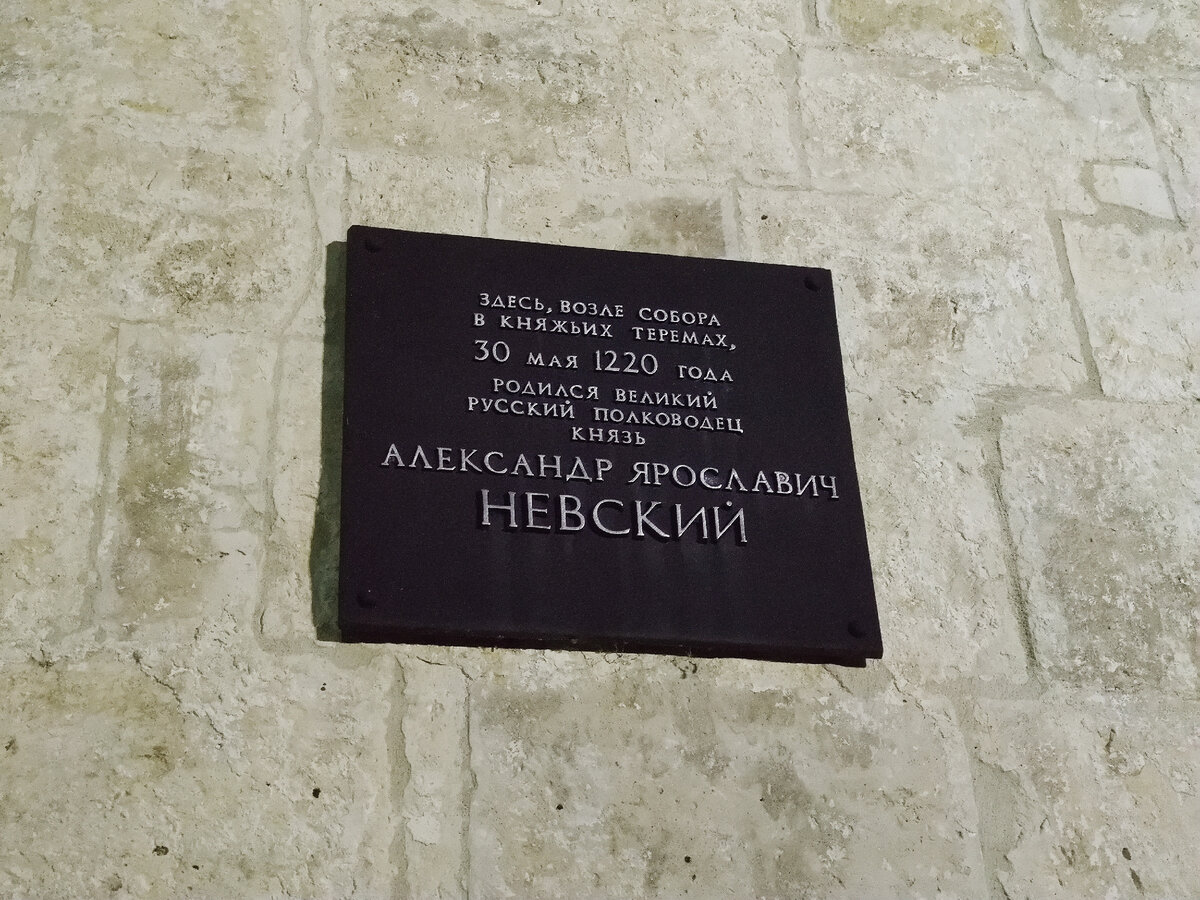 ЗДЕСЬ, ВОЗЛЕ СОБОРА
В КНЯЖЬИХ ТЕРЕМАХ,
30 МАЯ 1220 ГОДА
РОДИЛСЯ ВЕЛИКИЙ
РУССКИЙ ПОЛКОВОДЕЦ
КНЯЗЬ
АЛЕКСАНДР ЯРОСЛАВИЧ
НЕВСКИЙ